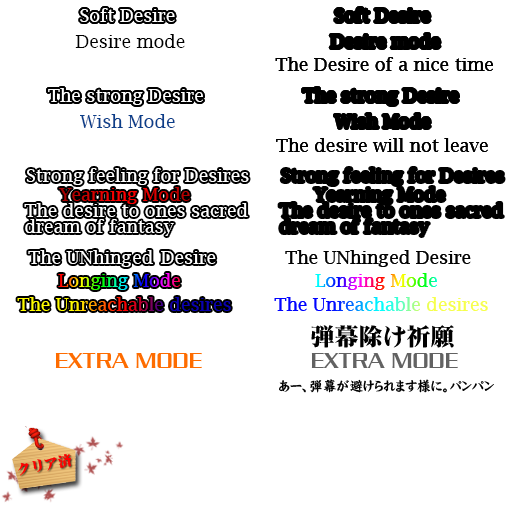 Soft Desire
Desire mode
The strong Desire
Wish Mode
Strong feeling for Desires
Yearning Mode
The desire to ones sacred
dream of fantasy
The UNhinged Desire
Longing Mode
The Unreachable desires
EXTRA MODE
クリア済
Soft Desire
Desire mode
The Desire of a nice time
The strong Desire
Wish Mode
The desire will not leave
Strong feeling for Desires
Yearning Mode
The desire to ones sacred
dream of fantasy
The UNhinged Desire
Longing Mode
The Unreachable desires
弾幕除け祈願
EXTRA MODE
あー、弾幕が避けられます様に。パンパン